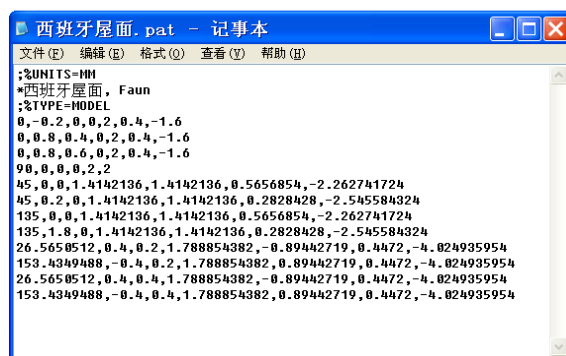 西班牙屋面.pat - 记事本
文件(F) 编辑(E) 格式(O) 查看(V) 帮助(H)
;%UNITS=MM
*西班牙屋面, Faun
;%TYPE=MODEL
0,-0.2,0,0,2,0.4,-1.6
0,0.8,0.4,0,2,0.4,-1.6
0,0.8,0.6,0,2,0.4,-1.6
90,0,0,0,2,2
45,0,0,1.4142136,1.4142136,0.5656854,-2.262741724
45,0.2,0,1.4142136,1.4142136,0.2828428,-2.545584324
135,0,0,1.4142136,1.4142136,0.5656854,-2.262741724
135,1.8,0,1.4142136,1.4142136,0.2828428,-2.545584324
26.5650512,0.4,0.2,1.788854382,-0.89442719,0.4472,-4.024935954
153.4349488,-0.4,0.2,1.788854382,0.89442719,0.4472,-4.024935954
26.5650512,0.4,0.4,1.788854382,-0.89442719,0.4472,-4.024935954
153.4349488,-0.4,0.4,1.788854382,0.89442719,0.4472,-4.024935954